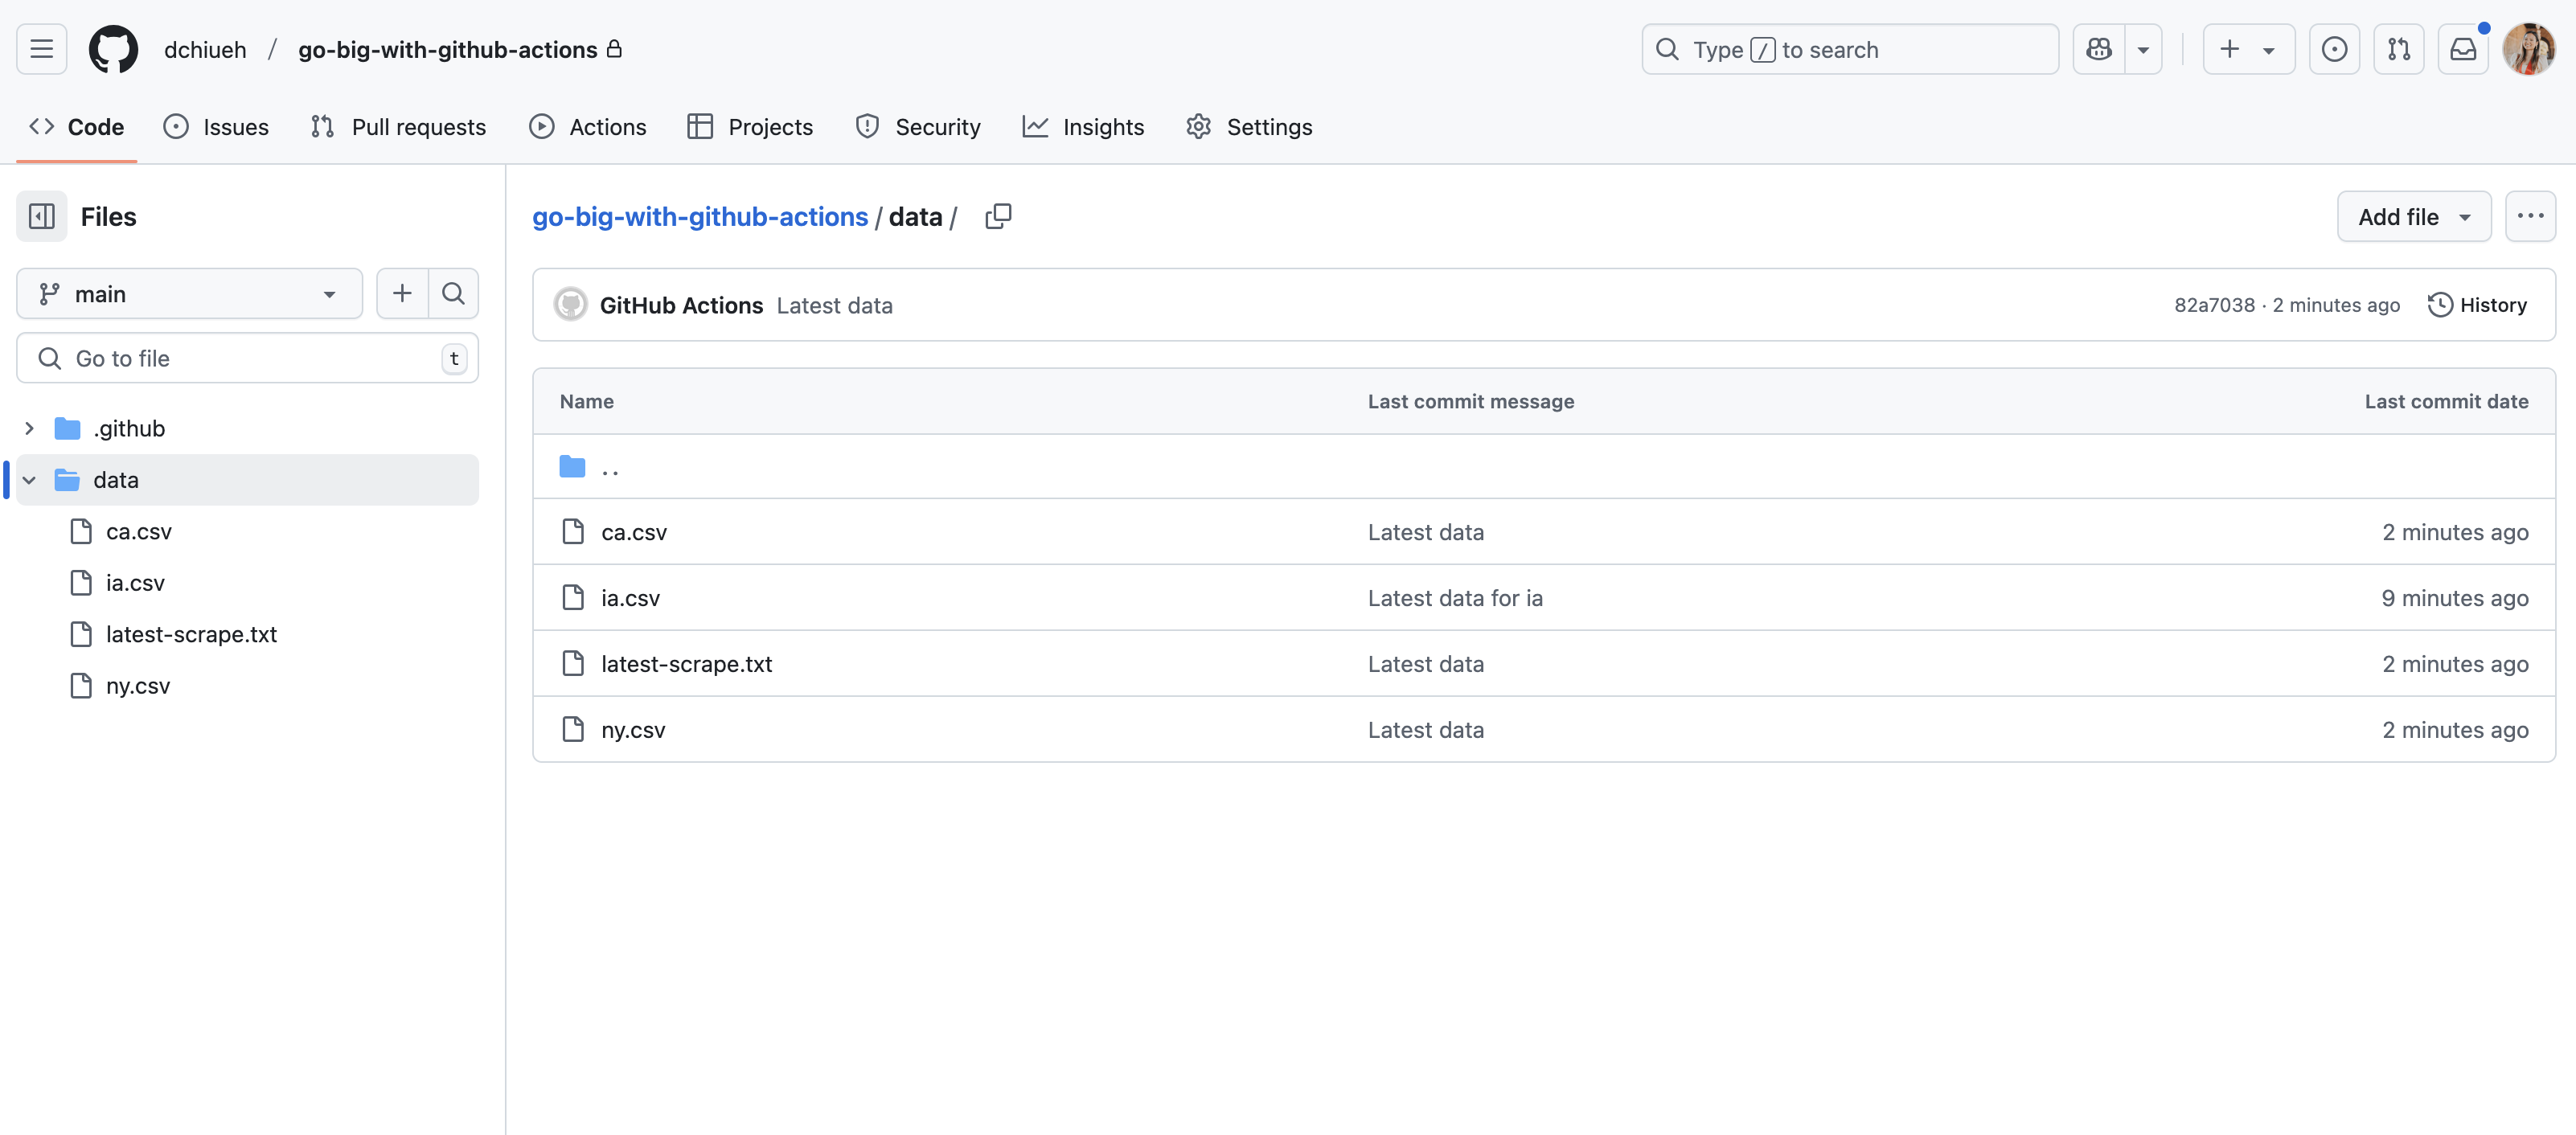 dchiueh / go-big-with-github-actions
Type / to search
Code
Issues
Pull requests
Actions
Projects
Security
Insights
Settings
Files
main
Go to file
t
.github
data
ca.csv
ia.csv
latest-scrape.txt
ny.csv
go-big-with-github-actions / data /
Add file
GitHub Actions Latest data
82a7038 · 2 minutes ago
History
Name Last commit message Last commit date
..
ca.csv Latest data 2 minutes ago
ia.csv Latest data for ia 9 minutes ago
latest-scrape.txt Latest data 2 minutes ago
ny.csv Latest data 2 minutes ago